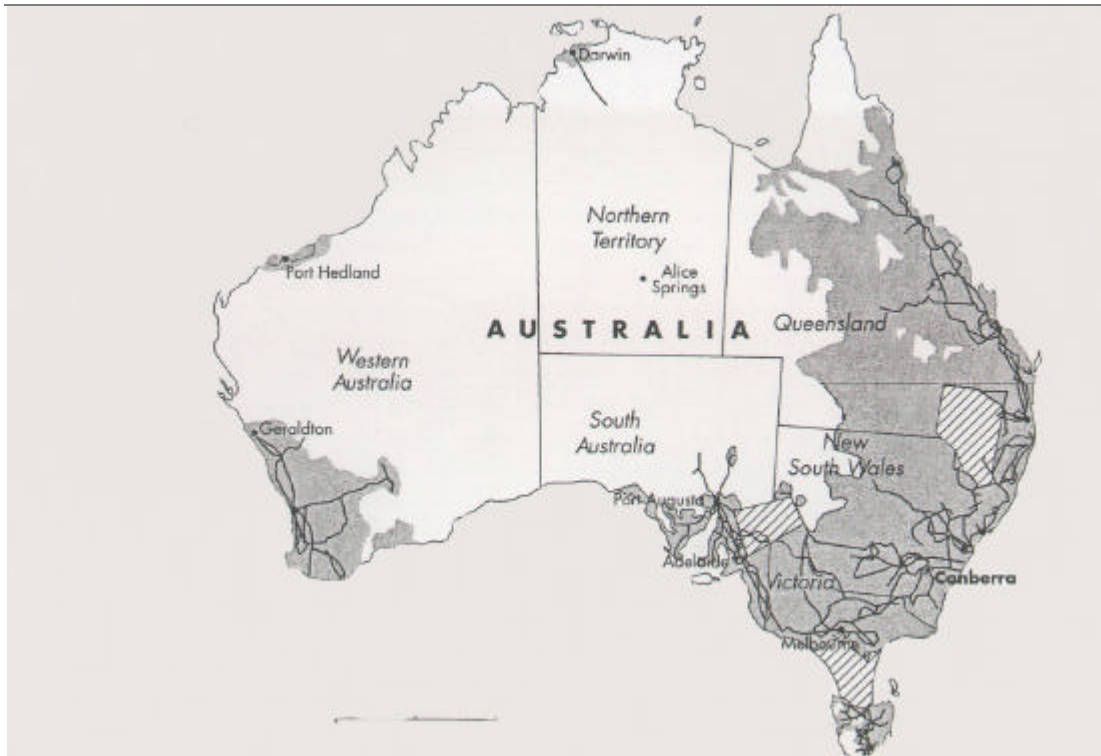 Darwin
Northern
Territory
Port Hedland
Alice
Springs
AUSTRALIA
Queensland
Western
Australia
Geraldton
South
Australia
New
South Wales
Port Augusta
Adelaide
Victoria
Canberra
Melbourne